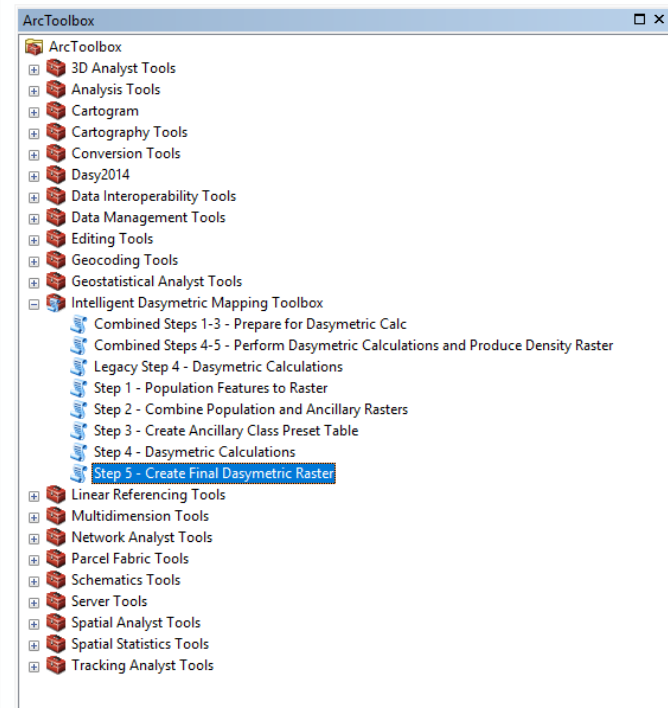 ArcToolbox
ArcToolbox
3D Analyst Tools
Analysis Tools
Cartogram
Cartography Tools
Conversion Tools
Dasy2014
Data Interoperability Tools
Data Management Tools
Editing Tools
Geocoding Tools
Geostatistical Analyst Tools
Intelligent Dasymetric Mapping Toolbox
Combined Steps 1-3 - Prepare for Dasymetric Calc
Combined Steps 4-5 - Perform Dasymetric Calculations and Produce Density Raster
Legacy Step 4 - Dasymetric Calculations
Step 1 - Population Features to Raster
Step 2 - Combine Population and Ancillary Rasters
Step 3 - Create Ancillary Class Preset Table
Step 4 - Dasymetric Calculations
Step 5 - Create Final Dasymetric Raster
Linear Referencing Tools
Multidimension Tools
Network Analyst Tools
Parcel Fabric Tools
Schematics Tools
Server Tools
Spatial Analyst Tools
Spatial Statistics Tools
Tracking Analyst Tools